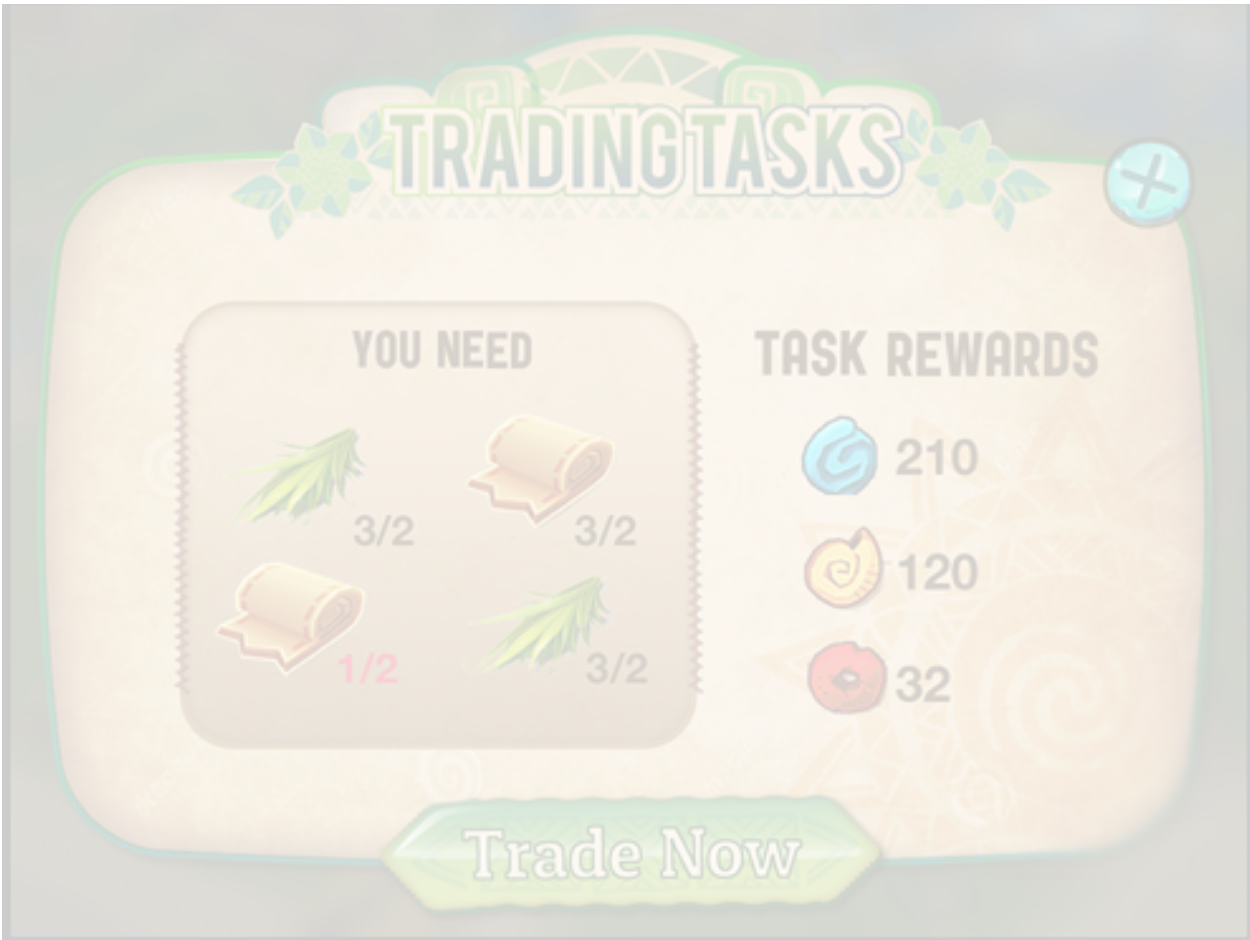 TRADING TASKS
YOU NEED
3/2
3/2
1/2
3/2
TASK REWARDS
210
120
32
Trade Now